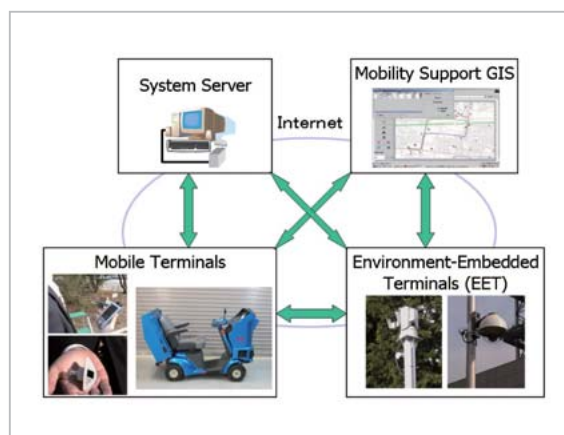 System Server
Mobility Support GIS
Internet
Mobile Terminals
Environment-Embedded
Terminals (EET)